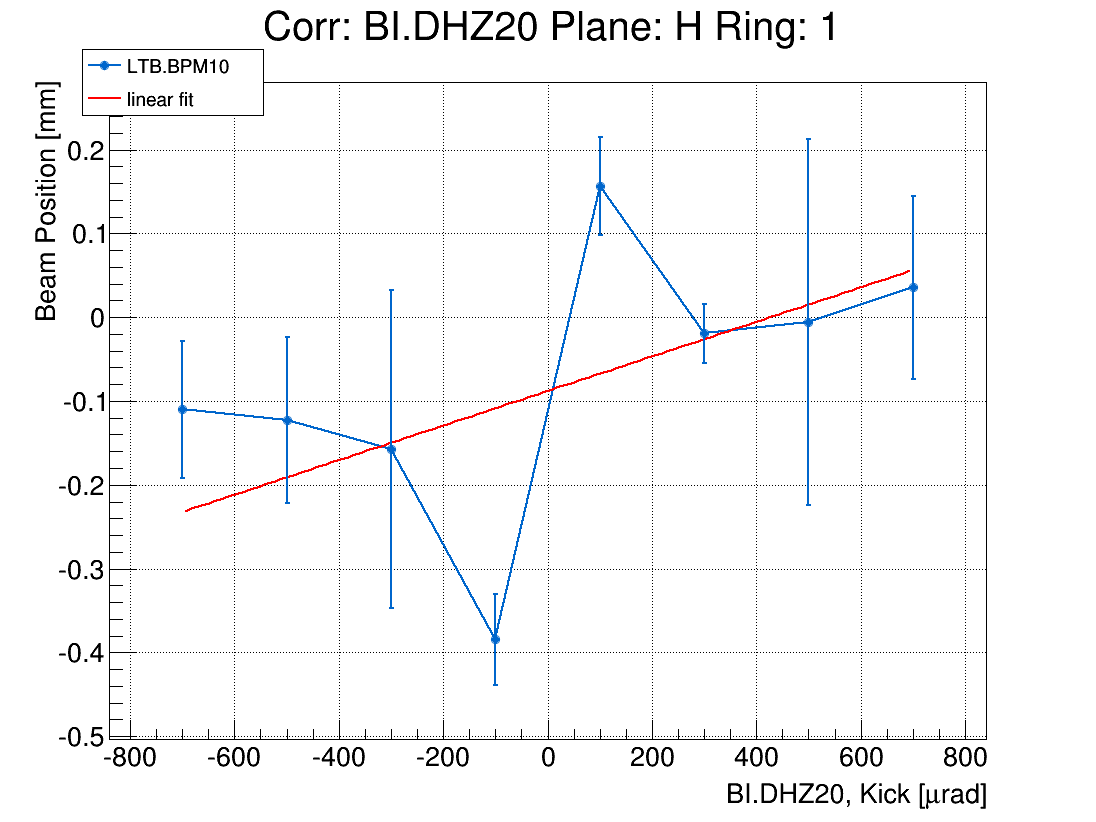 Corr: BI.DHZ20 Plane: H Ring: 1
LTB.BPM10
linear fit
Beam Position [mm]
0.2
0.1
0
-0.1
-0.2
-0.3
-0.4
-0.5
-800 -600 -400 -200 0 200 400 600 800
BI.DHZ20, Kick [μrad]